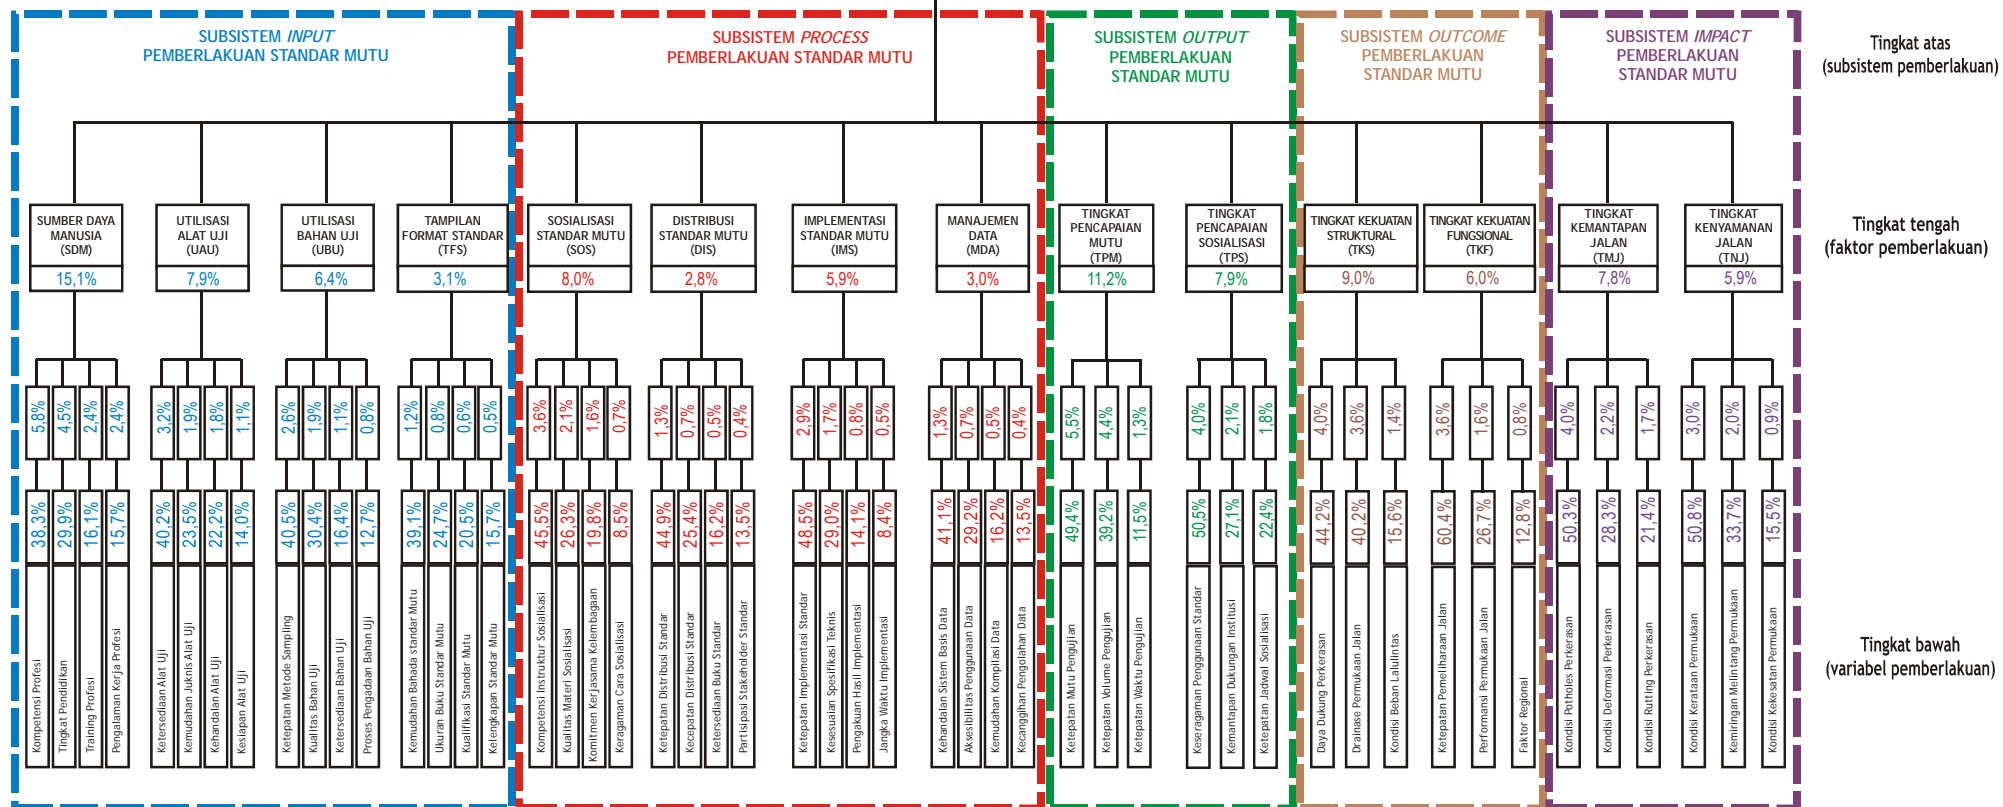 SUBSISTEM INPUT
PEMBERLAKUAN STANDAR MUTU
SUBSISTEM PROCESS
PEMBERLAKUAN STANDAR MUTU
SUBSISTEM OUTPUT
PEMBERLAKUAN
STANDAR MUTU
SUBSISTEM OUTCOME
PEMBERLAKUAN
STANDAR MUTU
SUBSISTEM IMPACT
PEMBERLAKUAN
STANDAR MUTU
Tingkat atas
(subsistem pemberlakuan)
SUMBER DAYA
MANUSIA
(SDM)
15,1%
UTILISASI
ALAT UJI
(UAU)
7,9%
UTILISASI
BAHAN UJI
(UBU)
6,4%
TAMPILAN
FORMAT STANDAR
(TFS)
3,1%
SOSIALISASI
STANDAR MUTU
(SOS)
8,0%
DISTRIBUSI
STANDAR MUTU
(DIS)
2,8%
IMPLEMENTASI
STANDAR MUTU
(IMS)
5,9%
MANAJEMEN
DATA
(MDA)
3,0%
TINGKAT
PENCAPAIAN
MUTU
(TPM)
11,2%
TINGKAT
PENCAPAIAN
SOSIALISASI
(TPS)
7,9%
TINGKAT KEKUATAN
STRUKTURAL
(TKS)
9,0%
TINGKAT KEKUATAN
FUNGSIONAL
(TKF)
6,0%
TINGKAT
KEMANTAPAN
JALAN
(TMJ)
7,8%
TINGKAT
KENYAMANAN
JALAN
(TNJ)
5,9%
Tingkat tengah
(faktor pemberlakuan)
5,8%
4,5%
2,4%
2,4%
3,2%
1,9%
1,8%
1,1%
2,6%
1,9%
1,1%
0,8%
1,2%
0,8%
0,6%
0,5%
3,6%
2,1%
1,6%
0,7%
1,3%
0,7%
0,5%
0,4%
2,9%
1,7%
0,8%
0,5%
1,3%
0,7%
0,5%
0,4%
5,5%
4,4%
1,3%
4,0%
2,1%
1,8%
4,0%
3,6%
1,4%
3,6%
1,6%
0,8%
4,0%
2,2%
1,7%
3,0%
2,0%
0,9%
38,3%
29,9%
16,1%
15,7%
40,2%
23,5%
22,2%
14,0%
40,5%
30,4%
16,4%
12,7%
39,1%
24,7%
20,5%
15,7%
45,5%
26,3%
19,8%
8,5%
44,9%
25,4%
16,2%
13,5%
48,5%
29,0%
14,1%
8,4%
41,1%
29,2%
16,2%
13,5%
49,4%
39,2%
11,5%
50,5%
27,1%
22,4%
44,2%
40,2%
15,6%
60,4%
26,7%
12,8%
50,3%
28,3%
21,4%
50,8%
33,7%
15,5%
Kompetensi Profesi
Tingkat Pendidikan
Training Profesi
Pengalaman Kerja Profesi
Ketersediaan Alat Uji
Kemudahan Juknis Alat Uji
Kehandalan Alat Uji
Kesiapan Alat Uji
Ketepatan Metode Sampling
Kualitas Bahan Uji
Ketersediaan Bahan Uji
Proses Pengadaan Bahan Uji
Kemudahan Bahada standar Mutu
Ukuran Buku Standar Mutu
Kualifikasi Standar Mutu
Kelengkapan Standar Mutu
Kompetensi Instruktur Sosialisasi
Kualitas Materi Sosialisasi
Komitmen Kerjasama Kelembagaan
Keragaman Cara Sosialisasi
Ketepatan Distribusi Standar
Kecepatan Distribusi Standar
Ketersediaan Buku Standar
Partisipasi Stakeholder Standar
Ketepatan Implementasi Standar
Kesesuaian Spesifikasi Teknis
Pengakuan Hasil Implementasi
Jangka Waktu Implementasi
Kehandalan Sistem Basis Data
Aksesibilitas Penggunaan Data
Kemudahan Kompilasi Data
Kecanggihan Pengolahan Data
Ketepatan Mutu Pengujian
Ketepatan Volume Pengujian
Ketepatan Waktu Pengujian
Keseragaman Penggunaan Standar
Kemantapan Dukungan Institusi
Ketepatan Jadwal Sosialisasi
Daya Dukung Perkerasan
Drainase Permukaan Jalan
Kondisi Beban Lalulintas
Ketepatan Pemeliharaan Jalan
Performansi Permukaan Jalan
Faktor Regional
Kondisi Potholes Perkerasan
Kondisi Deformasi Perkerasan
Kondisi Rutting Perkerasan
Kondisi Kerataan Permukaan
Kemiringan Melintang Permukaan
Kondisi Kekesatan Permukaan
Tingkat bawah
(variabel pemberlakuan)